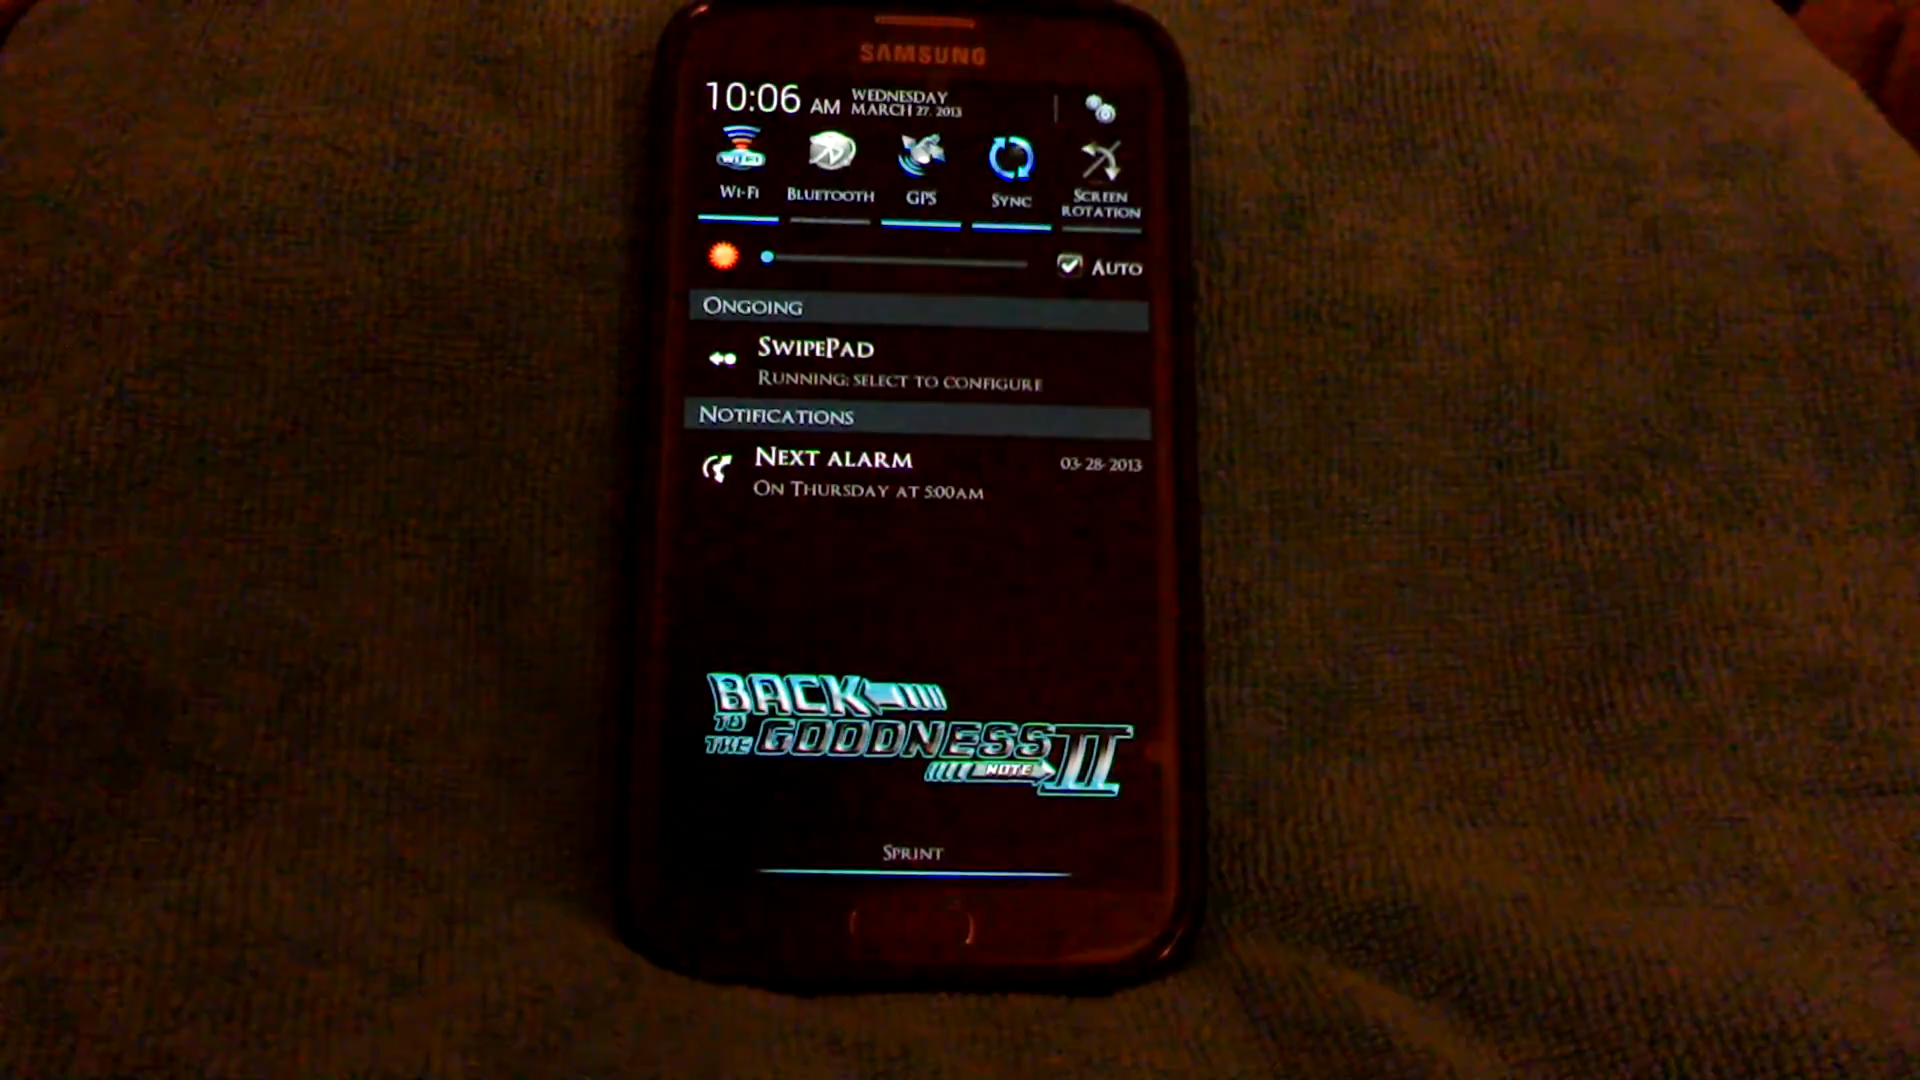 SAMSUNG
10:06 AM WEDNESDAY
MARCH 27, 2013
WI-FI
WI-FI BLUETOOTH GPS SYNC SCREEN
ROTATION
AUTO
ONGOING
SWIPEPAD
RUNNING; SELECT TO CONFIGURE
NOTIFICATIONS
NEXT ALARM 03-28-2013
ON THURSDAY AT 5:00AM
BACK
TO
THE GOODNESS II
NOTE
SPRINT